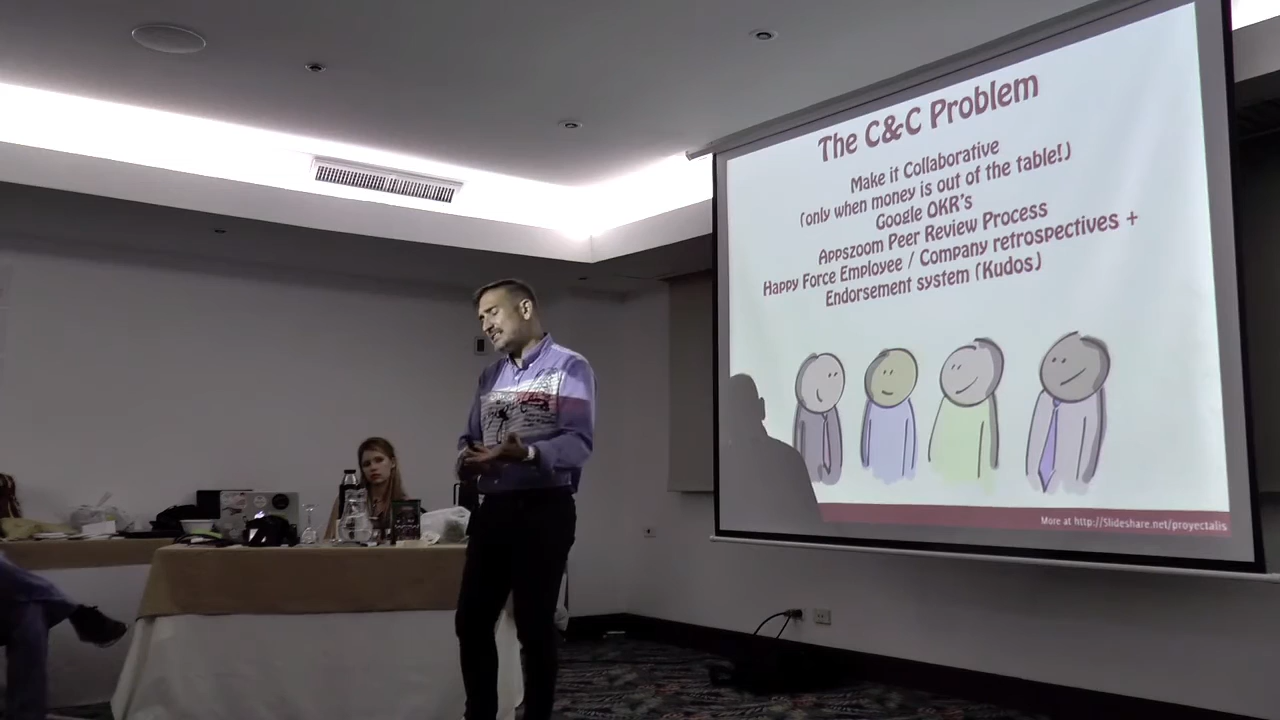 The C&C Problem
Make it Collaborative
(only when money is out of the table!)
Google OKR's
Appszoom Peer Review Process
Happy Force Employee / Company retrospectives +
Endorsement system (Kudos)
More at http://Slideshare.net/proyectalis